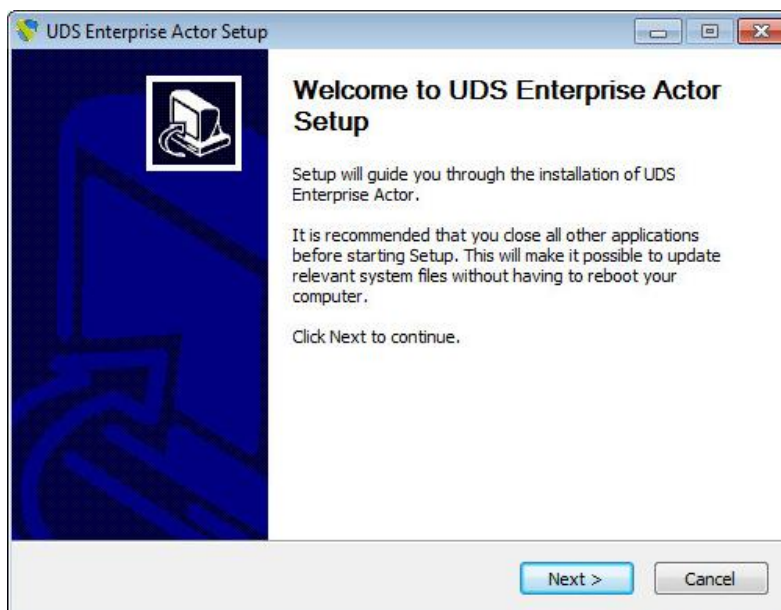 UDS Enterprise Actor Setup
Welcome to UDS Enterprise Actor
Setup
Setup will guide you through the installation of UDS
Enterprise Actor.
It is recommended that you close all other applications
before starting Setup. This will make it possible to update
relevant system files without having to reboot your
computer.
Click Next to continue.
Next >
Cancel